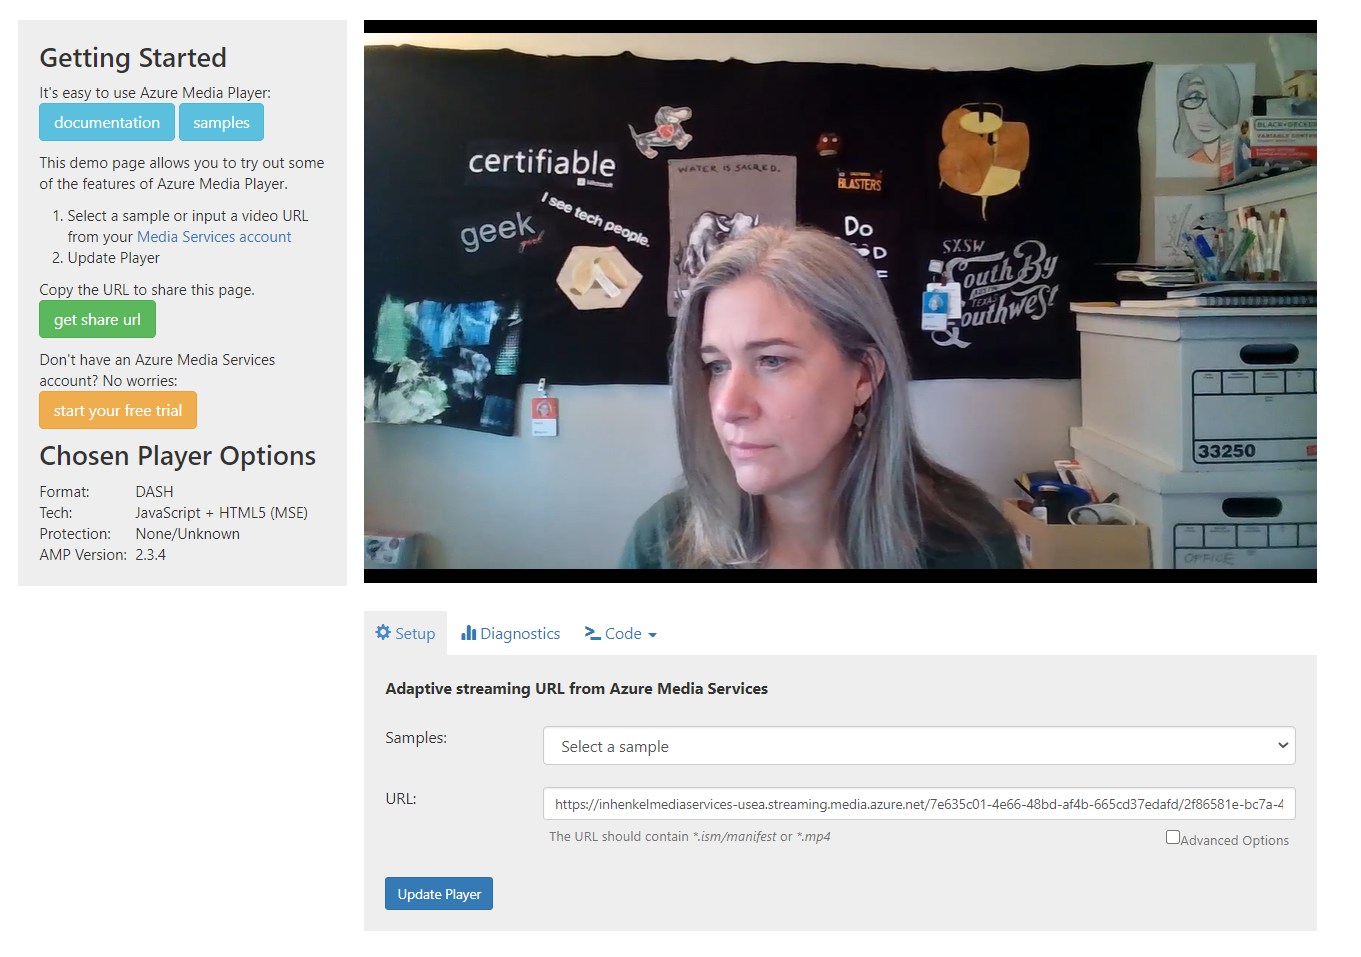 Getting Started
It's easy to use Azure Media Player:
documentation samples
This demo page allows you to try out some
of the features of Azure Media Player.
1. Select a sample or input a video URL
from your Media Services account
2. Update Player
Copy the URL to share this page.
get share url
Don't have an Azure Media Services
account? No worries:
start your free trial
Chosen Player Options
Format: DASH
Tech: JavaScript + HTML5 (MSE)
Protection: None/Unknown
AMP Version: 2.3.4
certifiable
Microsoft
geek
girl
I see tech people.
WATER IS SACRED.
BLASTERS
Do
SXSW
South By
AUSTIN
TEXAS
Southwest
BLACK+DECKER
33250
OFFICE
Setup Diagnostics Code
Adaptive streaming URL from Azure Media Services
Samples: Select a sample
URL: https://inhenkelmediaservices-usea.streaming.media.azure.net/7e635c01-4e66-48bd-af4b-665cd37edafd/2f86581e-bc7a-4
The URL should contain *.ism/manifest or *.mp4
Advanced Options
Update Player